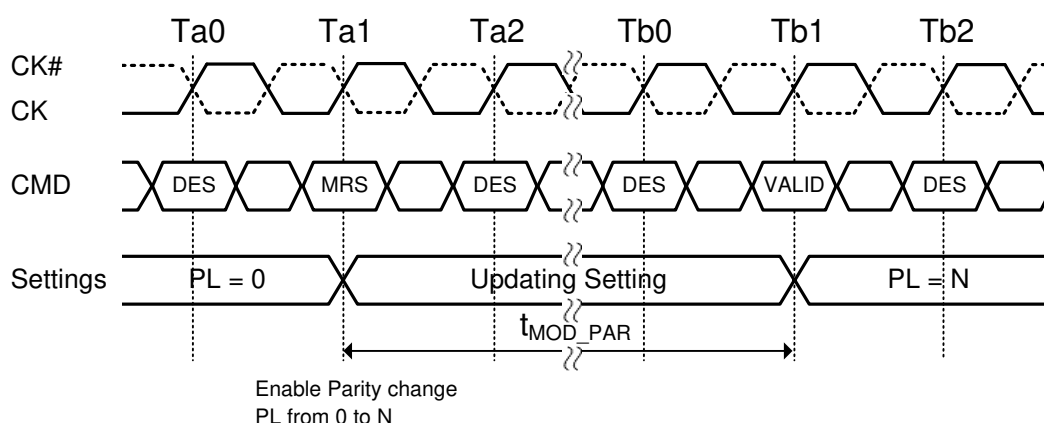 Ta0 Ta1 Ta2 Tb0 Tb1 Tb2
CK#
CK
CMD DES MRS DES DES VALID DES
Settings PL = 0 Updating Setting PL = N
tMOD_PAR
Enable Parity change
PL from 0 to N